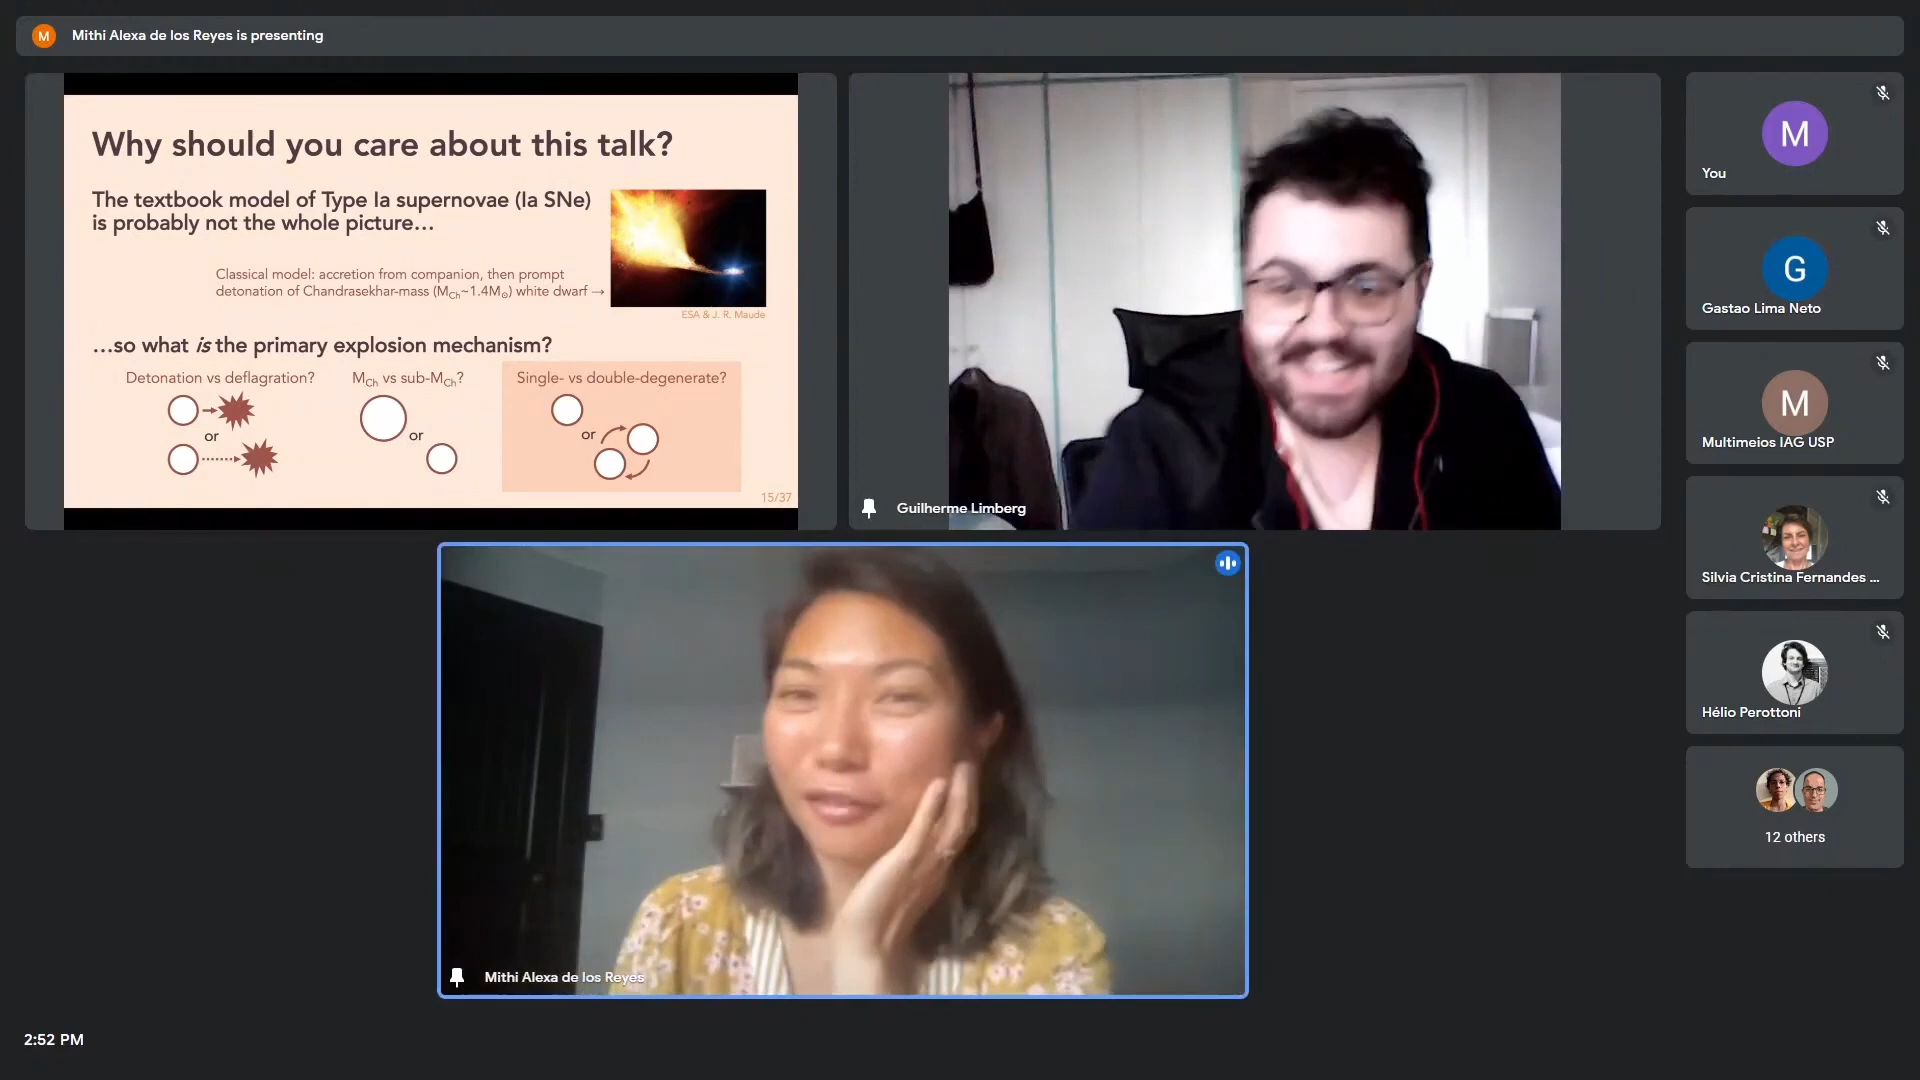 M
Mithi Alexa de los Reyes is presenting
Why should you care about this talk?
The textbook model of Type Ia supernovae (Ia SNe)
is probably not the whole picture…
Classical model: accretion from companion, then prompt
detonation of Chandrasekhar-mass (MCh~1.4M⊙) white dwarf →
ESA & J. R. Maude
…so what is the primary explosion mechanism?
Detonation vs deflagration?
or
MCh vs sub-MCh?
or
Single- vs double-degenerate?
or
15/37
Guilherme Limberg
Mithi Alexa de los Reyes
M
You
G
Gastao Lima Neto
M
Multimeios IAG USP
Silvia Cristina Fernandes ...
Hélio Perottoni
12 others
2:52 PM